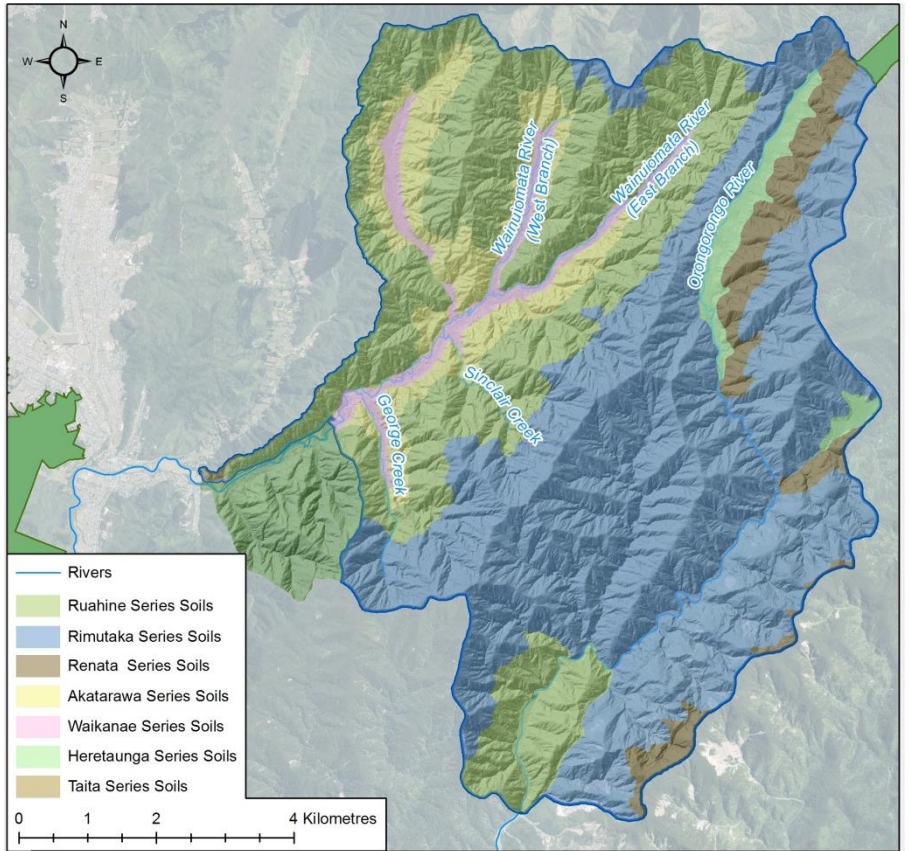 N
W E
S
Wainuiomata River
(West Branch)
Wainuiomata River
(East Branch)
Orongorongo River
Sinclair Creek
George Creek
Rivers
Ruahine Series Soils
Rimutaka Series Soils
Renata Series Soils
Akatarawa Series Soils
Waikanae Series Soils
Heretaunga Series Soils
Taita Series Soils
0 1 2 4 Kilometres